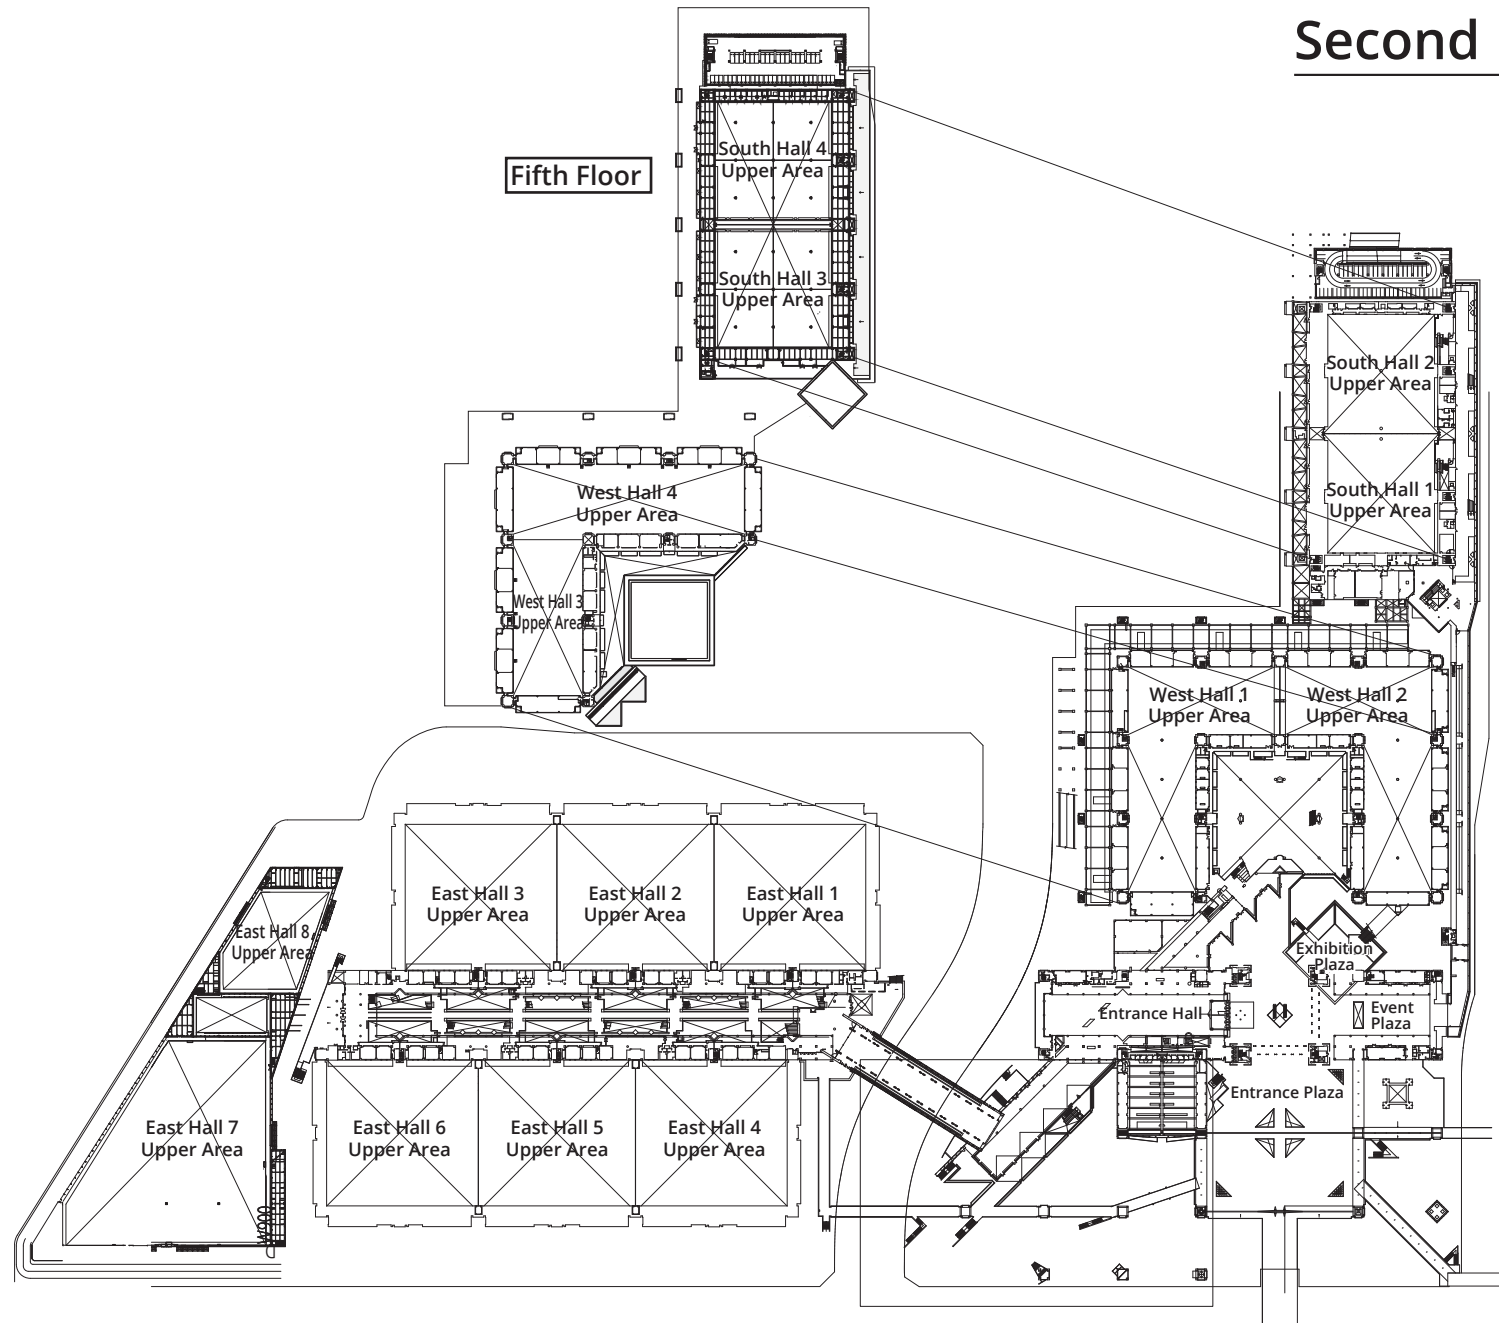 Second
Fifth Floor
South Hall 4
Upper Area
South Hall 3
Upper Area
South Hall 2
Upper Area
South Hall 1
Upper Area
West Hall 4
Upper Area
West Hall 3
Upper Area
West Hall 1
Upper Area
West Hall 2
Upper Area
East Hall 3
Upper Area
East Hall 2
Upper Area
East Hall 1
Upper Area
East Hall 8
Upper Area
Exhibition
Plaza
Entrance Hall
Event
Plaza
Entrance Plaza
East Hall 7
Upper Area
East Hall 6
Upper Area
East Hall 5
Upper Area
East Hall 4
Upper Area